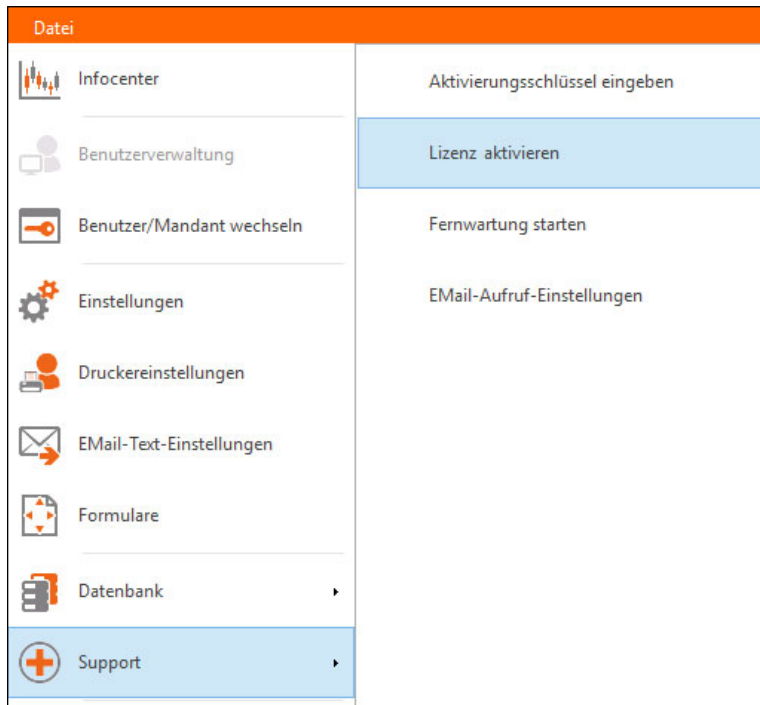 Datei
Infocenter
Benutzerverwaltung
Benutzer/Mandant wechseln
Einstellungen
Druckereinstellungen
EMail-Text-Einstellungen
Formulare
Datenbank
Support
Aktivierungsschlüssel eingeben
Lizenz aktivieren
Fernwartung starten
EMail-Aufruf-Einstellungen